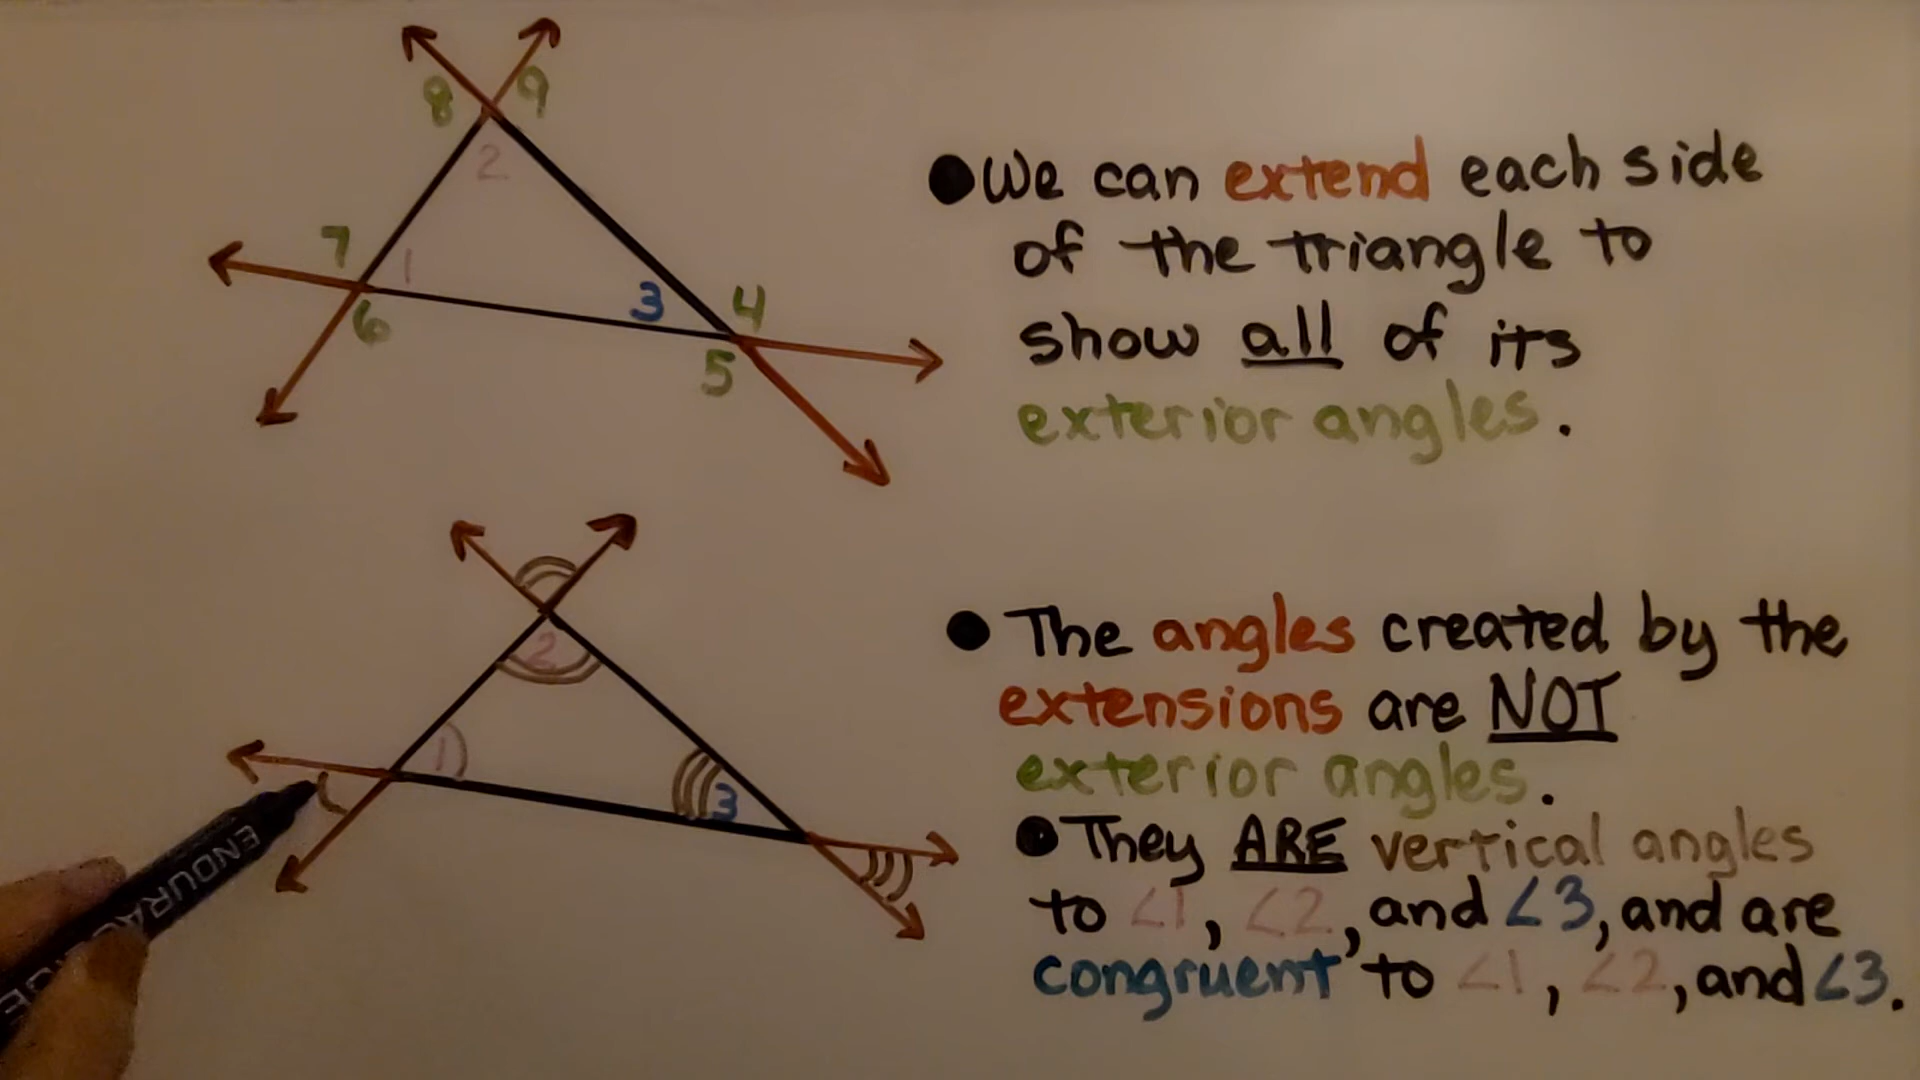 8 9
2
7 1
3 4
6
5
● We can extend each side
of the triangle to
show all of its
exterior angles.
2
1
3
● The angles created by the
extensions are NOT
exterior angles.
● They ARE vertical angles
to ∠1, ∠2, and ∠3, and are
congruent to ∠1, ∠2, and ∠3.